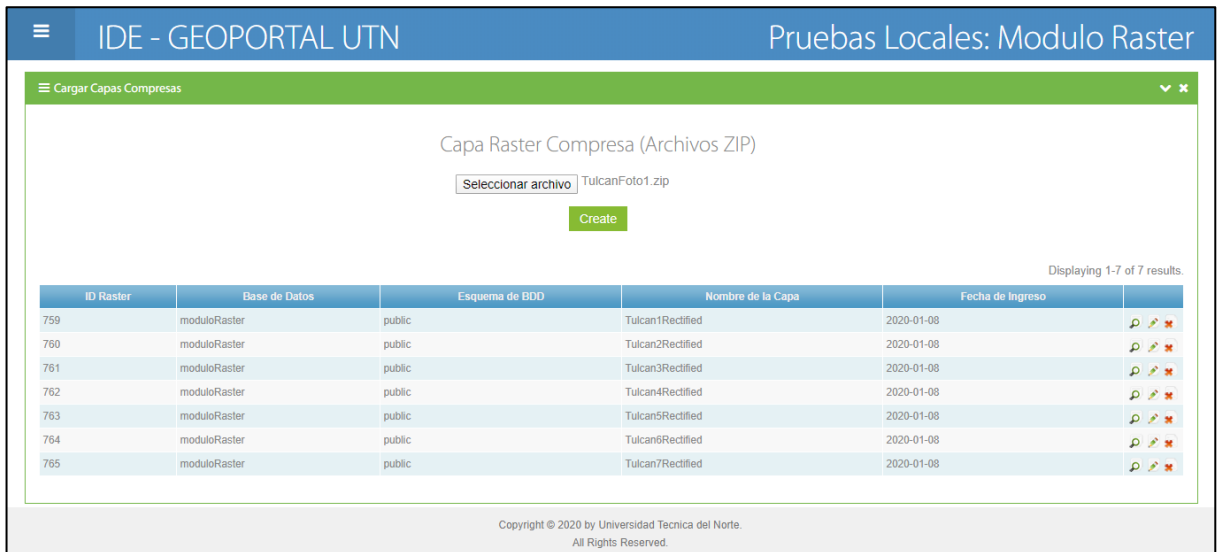 IDE - GEOPORTAL UTN
Pruebas Locales: Modulo Raster
Cargar Capas Compresas
Capa Raster Compresa (Archivos ZIP)
Seleccionar archivo TulcanFoto1.zip
Create
Displaying 1-7 of 7 results.
ID Raster Base de Datos Esquema de BDD Nombre de la Capa Fecha de Ingreso
759 moduloRaster public Tulcan1Rectified 2020-01-08
760 moduloRaster public Tulcan2Rectified 2020-01-08
761 moduloRaster public Tulcan3Rectified 2020-01-08
762 moduloRaster public Tulcan4Rectified 2020-01-08
763 moduloRaster public Tulcan5Rectified 2020-01-08
764 moduloRaster public Tulcan6Rectified 2020-01-08
765 moduloRaster public Tulcan7Rectified 2020-01-08
Copyright © 2020 by Universidad Tecnica del Norte.
All Rights Reserved.